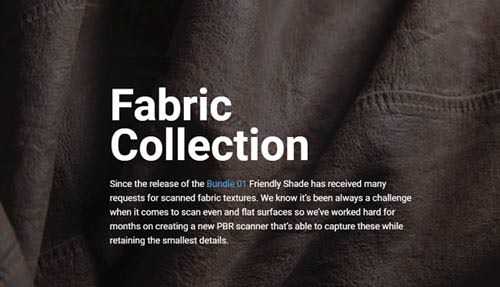 Fabric
Collection
Since the release of the Bundle 01 Friendly Shade has received many
requests for scanned fabric textures. We know it's been always a challenge
when it comes to scan even and flat surfaces so we've worked hard for
months on creating a new PBR scanner that's able to capture these while
retaining the smallest details.